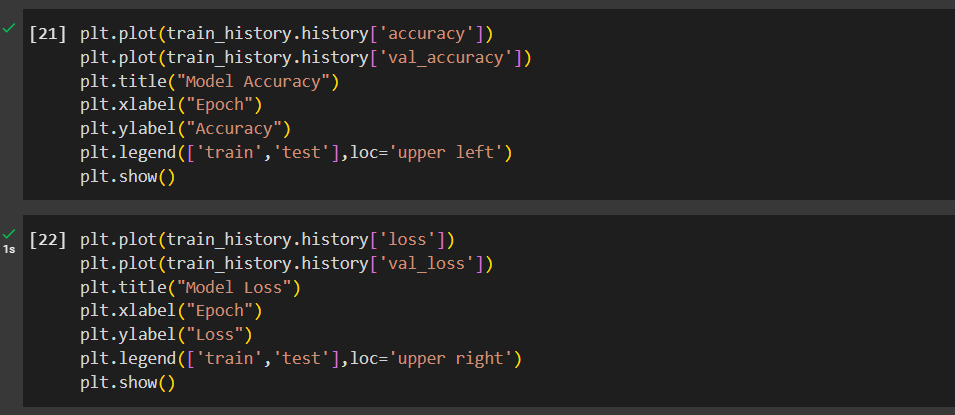 [21] plt.plot(train_history.history['accuracy'])
plt.plot(train_history.history['val_accuracy'])
plt.title("Model Accuracy")
plt.xlabel("Epoch")
plt.ylabel("Accuracy")
plt.legend(['train','test'],loc='upper left')
plt.show()
1s [22] plt.plot(train_history.history['loss'])
plt.plot(train_history.history['val_loss'])
plt.title("Model Loss")
plt.xlabel("Epoch")
plt.ylabel("Loss")
plt.legend(['train','test'],loc='upper right')
plt.show()